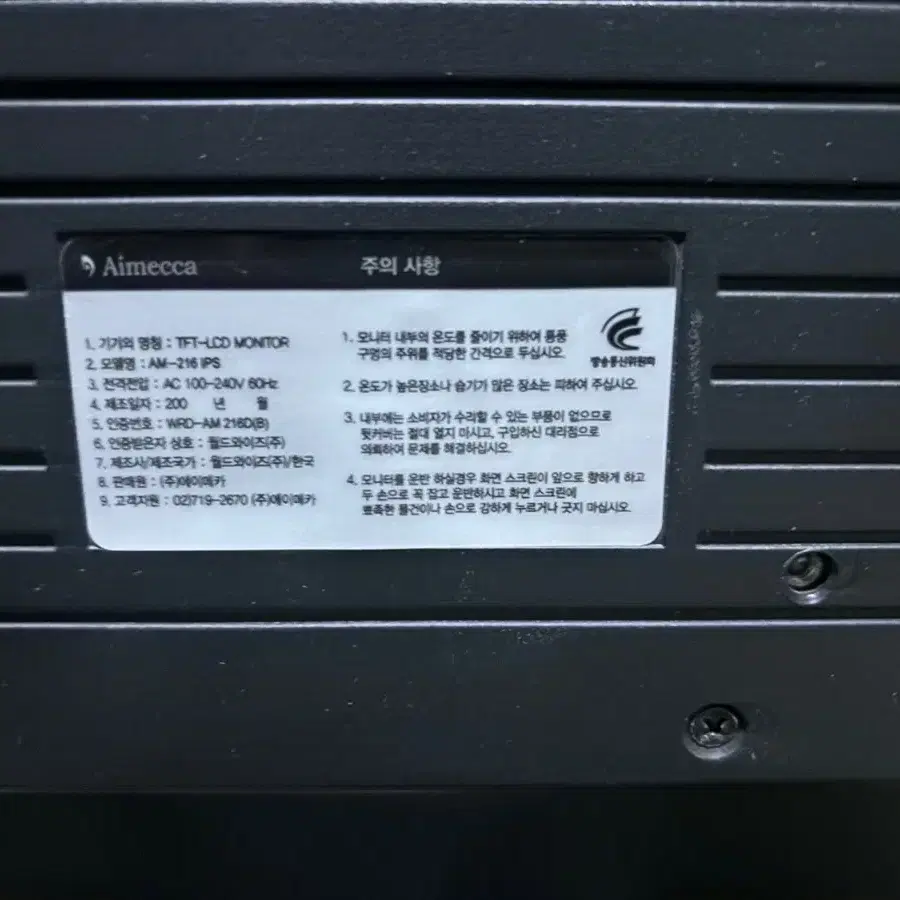 Aimecca
주의 사항
1. 기기의 명칭 : TFT-LCD MONITOR
2. 모델명 : AM-216 IPS
3. 전격전압 : AC 100-240V 60Hz
4. 제조일자 : 200 년 월
5. 인증번호 : WRD-AM 216D(B)
6. 인증받은자 상호 : 월드와이즈(주)
7. 제조사/제조국가 : 월드와이즈(주)/한국
8. 판매원 : (주)에이메카
9. 고객지원 : 02)719-2670 (주)에이메카
1. 모니터 내부의 온도를 줄이기 위하여 통풍
구멍의 주위를 적당한 간격으로 두십시오.
2. 온도가 높은장소나 습기가 많은 장소는 피하여 주십시오.
3. 내부에는 소비자가 수리할 수 있는 부품이 없으므로
뒷커버는 절대 열지 마시고, 구입하신 대리점으로
의뢰하여 문제를 해결하십시오.
4. 모니터를 운반 하실경우 화면 스크린이 앞으로 향하게 하고
두 손으로 꼭 잡고 운반하시고 화면 스크린에
뾰족한 물건이나 손으로 강하게 누르거나 긋지 마십시오.
방송통신위원회